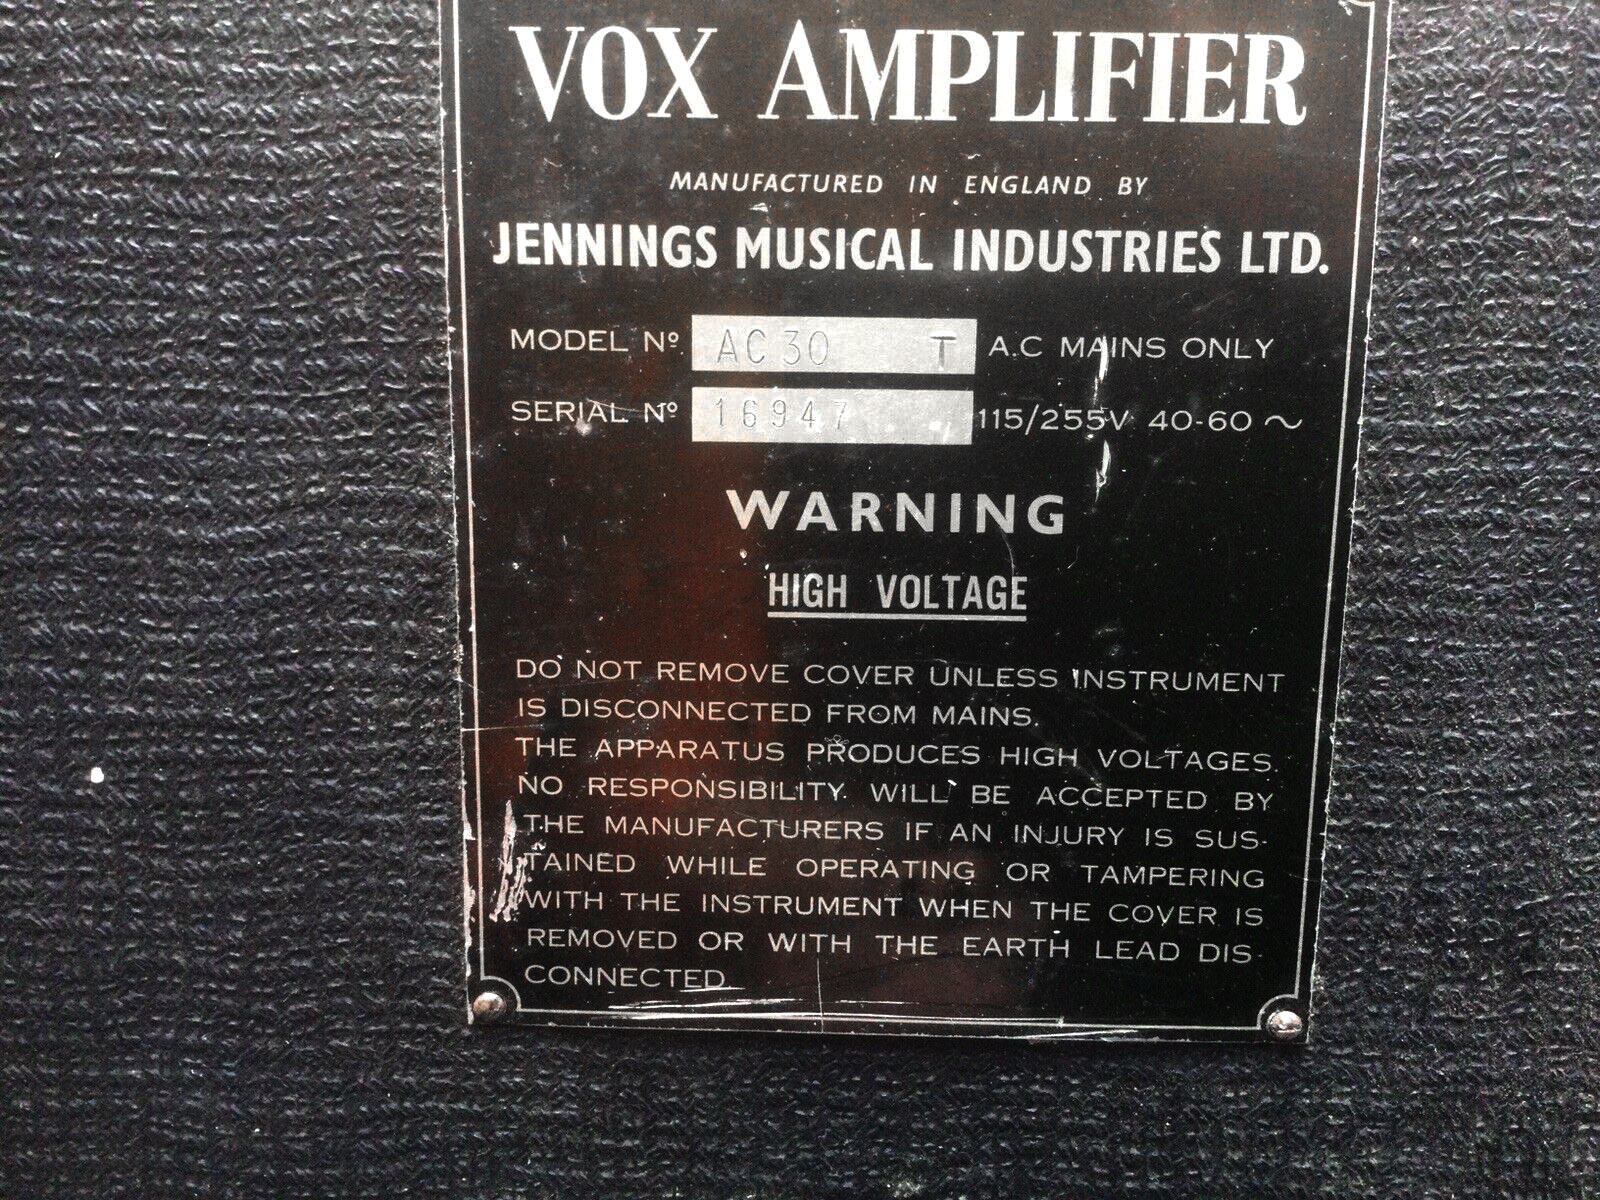 VOX AMPLIFIER
MANUFACTURED IN ENGLAND BY
JENNINGS MUSICAL INDUSTRIES LTD.
MODEL Nº AC30 T A.C MAINS ONLY
SERIAL Nº 16947 115/255V 40-60 ~
WARNING
HIGH VOLTAGE
DO NOT REMOVE COVER UNLESS INSTRUMENT
IS DISCONNECTED FROM MAINS.
THE APPARATUS PRODUCES HIGH VOLTAGES.
NO RESPONSIBILITY WILL BE ACCEPTED BY
THE MANUFACTURERS IF AN INJURY IS SUS-
TAINED WHILE OPERATING OR TAMPERING
WITH THE INSTRUMENT WHEN THE COVER IS
REMOVED OR WITH THE EARTH LEAD DIS-
CONNECTED